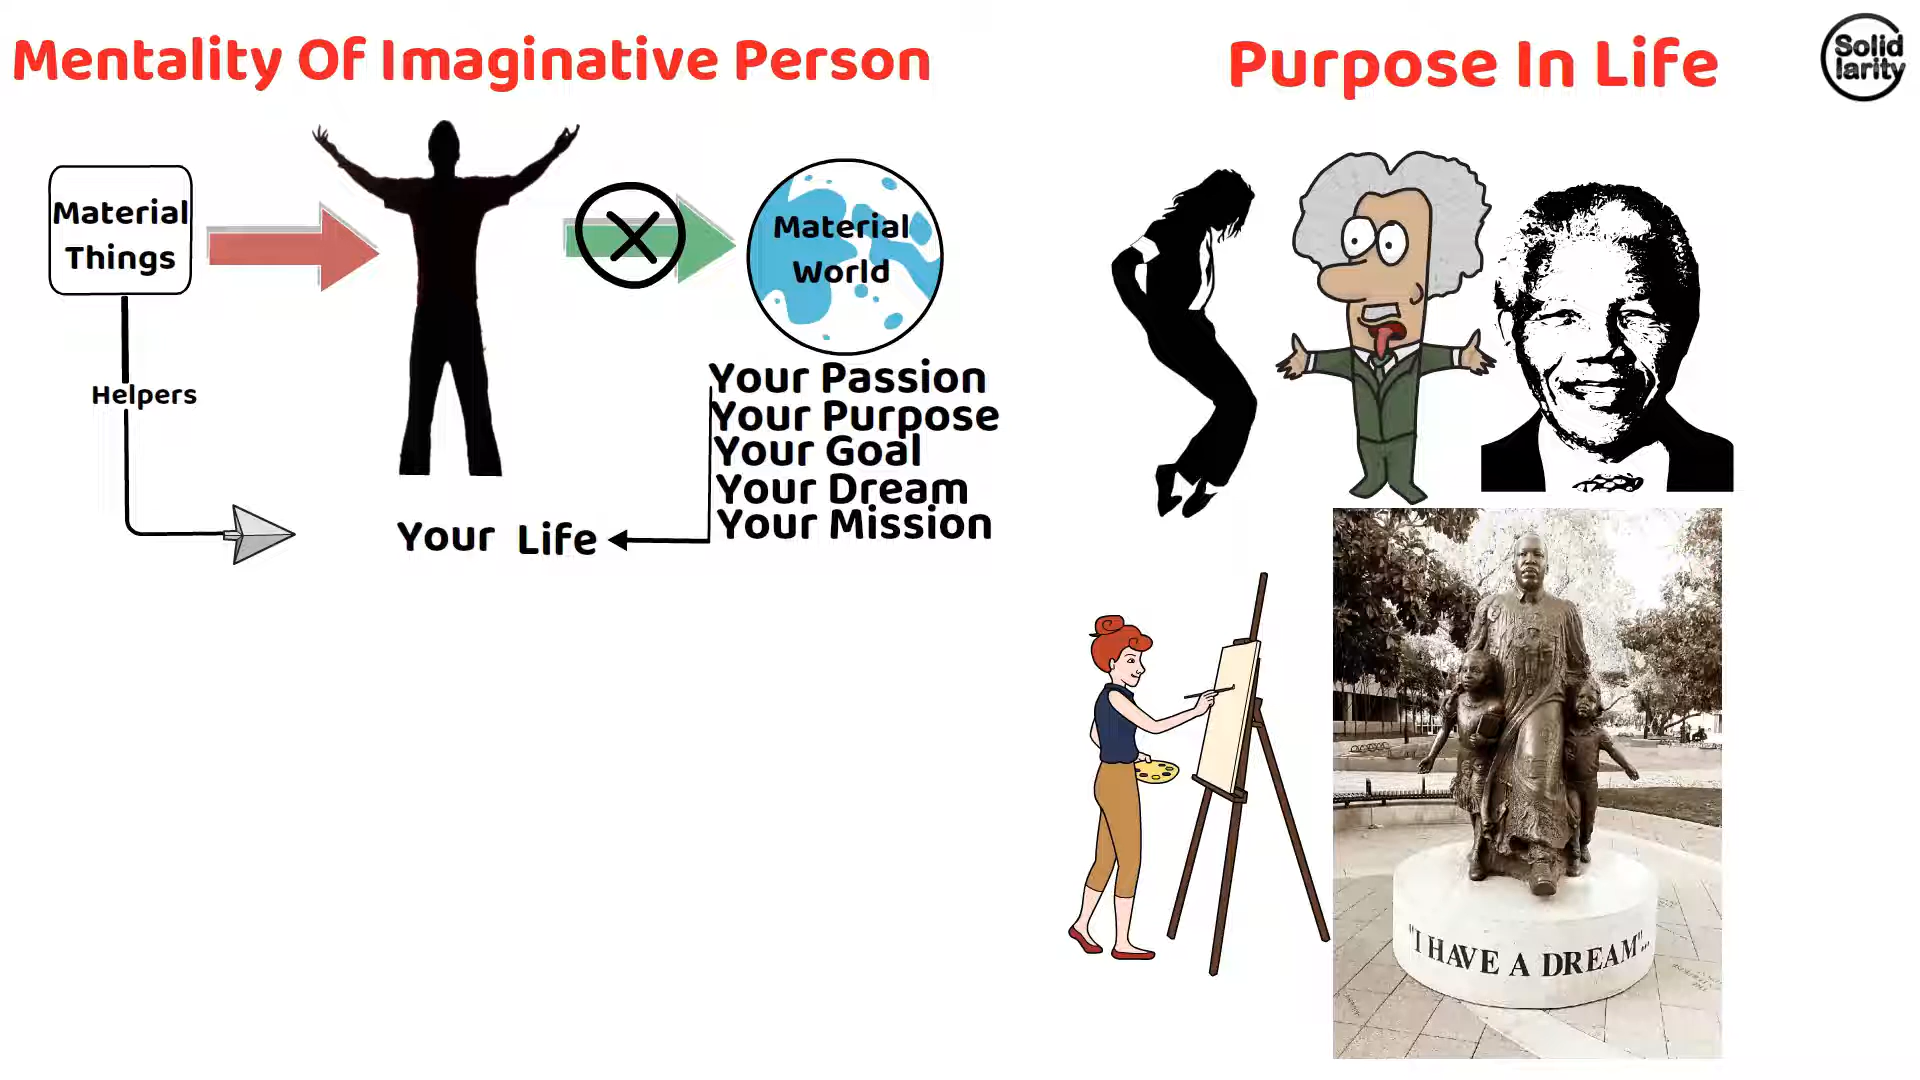 Mentality Of Imaginative Person
Purpose In Life
Solid
larity
Material
Things
Material
World
Helpers
Your Passion
Your Purpose
Your Goal
Your Dream
Your Mission
Your Life
"I HAVE A DREAM"...